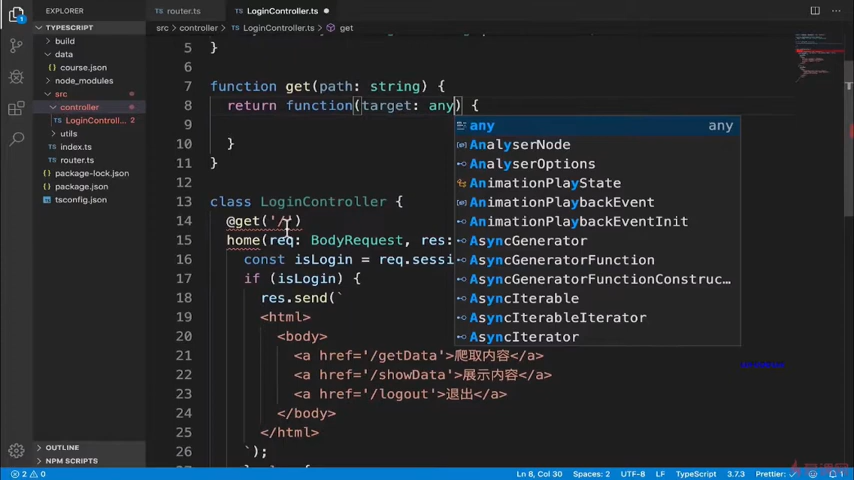 EXPLORER
router.ts
LoginController.ts
TYPESCRIPT
src > controller > LoginController.ts > get
build
data
course.json
node_modules
src
controller
LoginControll...
utils
index.ts
router.ts
package-lock.json
package.json
tsconfig.json
OUTLINE
NPM SCRIPTS
5 }
6
7 function get(path: string) {
8 return function(target: any) {
9
10 }
11 }
12
13 class LoginController {
14 @get('/')
15 home(req: BodyRequest, res:
16 const isLogin = req.sessi
17 if (isLogin) {
18 res.send(`
19 <html>
20 <body>
21 <a href='/getData'>爬取内容</a>
22 <a href='/showData'>展示内容</a>
23 <a href='/logout'>退出</a>
24 </body>
25 </html>
26 `);
27
any any
AnalyserNode
AnalyserOptions
AnimationPlayState
AnimationPlaybackEvent
AnimationPlaybackEventInit
AsyncGenerator
AsyncGeneratorFunction
AsyncGeneratorFunctionConstruc...
AsyncIterable
AsyncIterableIterator
AsyncIterator
2 0
Ln 8, Col 30
Spaces: 2
UTF-8
LF
TypeScript
3.7.3
Prettier: ✓
1